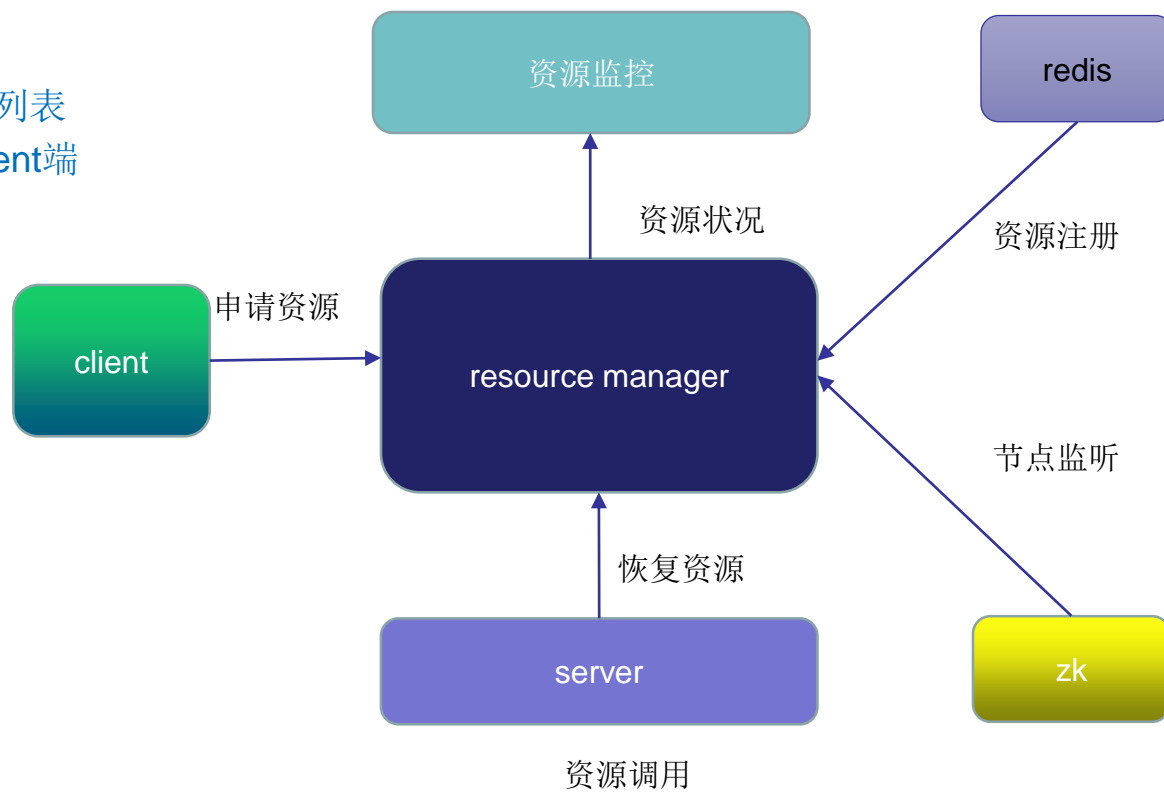 资源监控
redis
列表
ent端
资源状况
资源注册
申请资源
client
resource manager
节点监听
恢复资源
server
zk
资源调用